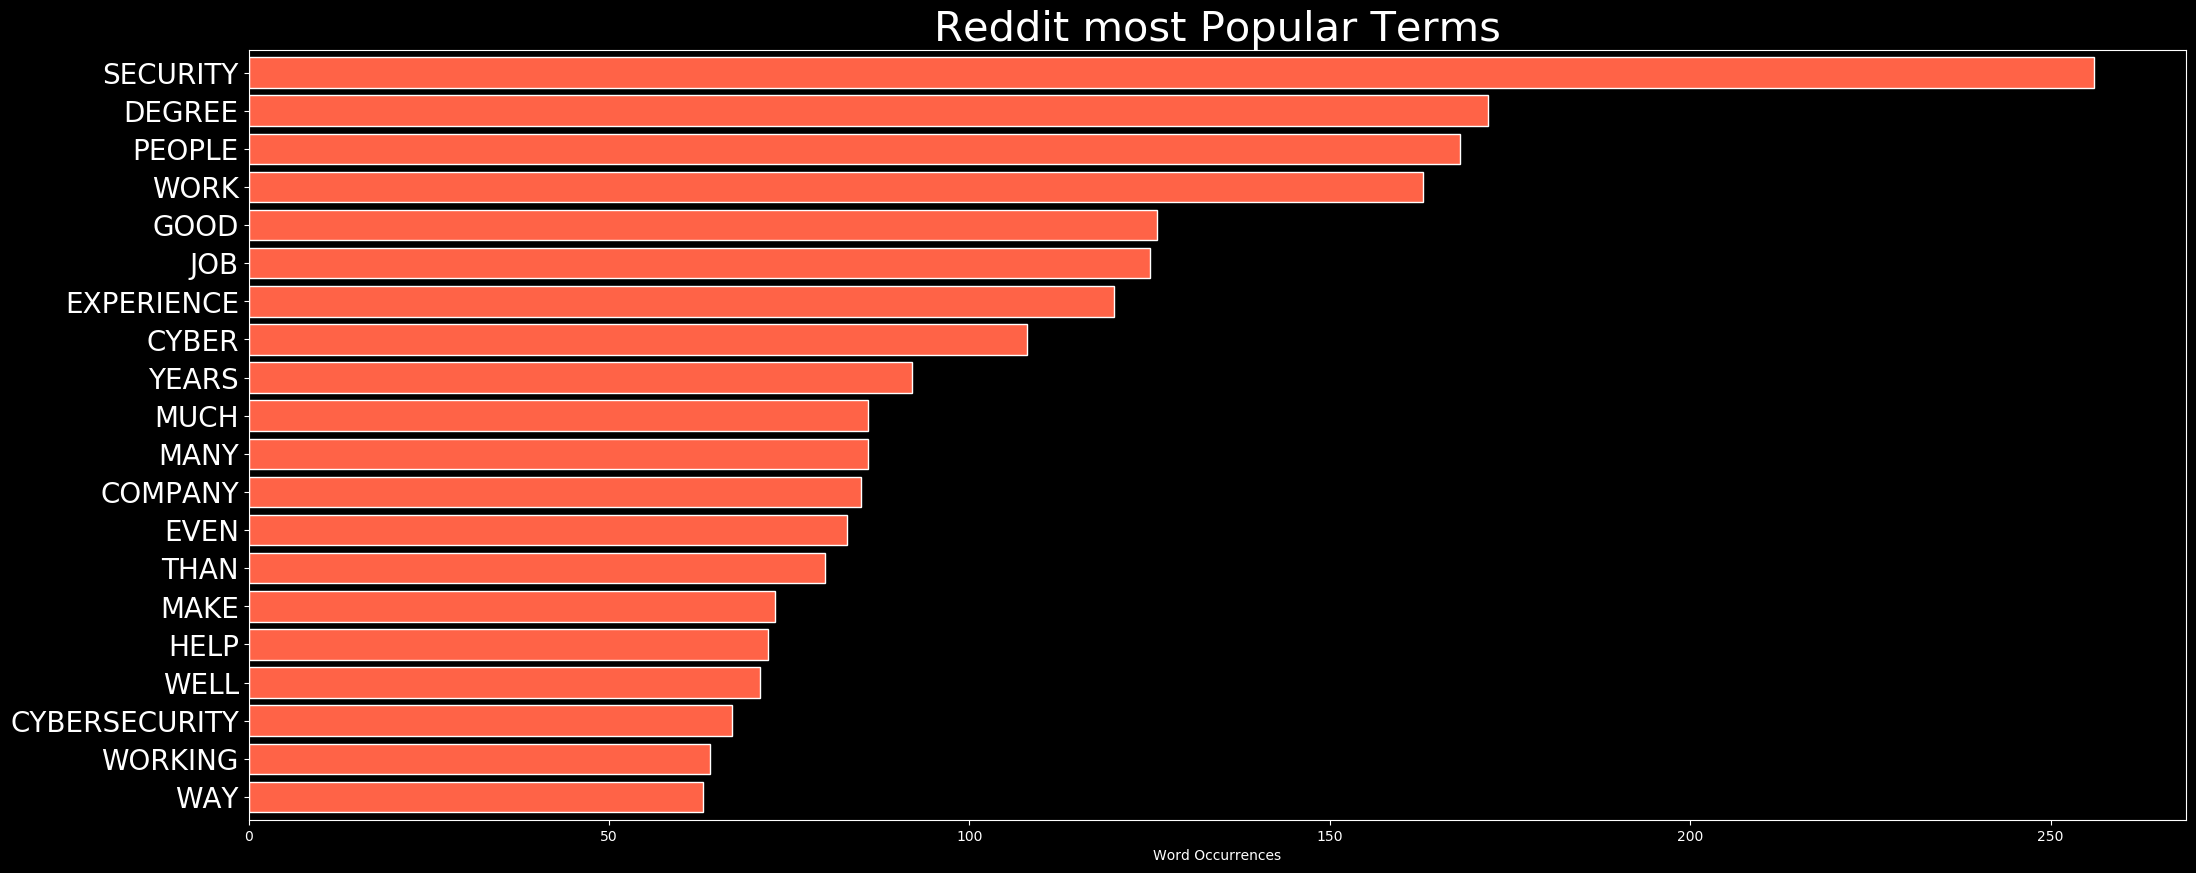 Reddit most Popular Terms
SECURITY
DEGREE
PEOPLE
WORK
GOOD
JOB
EXPERIENCE
CYBER
YEARS
MUCH
MANY
COMPANY
EVEN
THAN
MAKE
HELP
WELL
CYBERSECURITY
WORKING
WAY
0 50 100 150 200 250
Word Occurrences